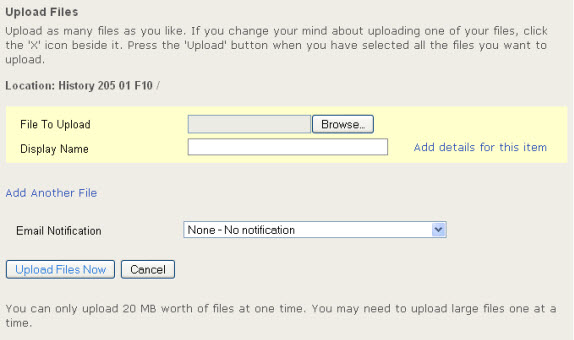 Upload Files
Upload as many files as you like. If you change your mind about uploading one of your files, click
the 'X' icon beside it. Press the 'Upload' button when you have selected all the files you want to
upload.
Location: History 205 01 F10 /
File To Upload Browse...
Display Name Add details for this item
Add Another File
Email Notification None - No notification
Upload Files Now Cancel
You can only upload 20 MB worth of files at one time. You may need to upload large files one at a
time.